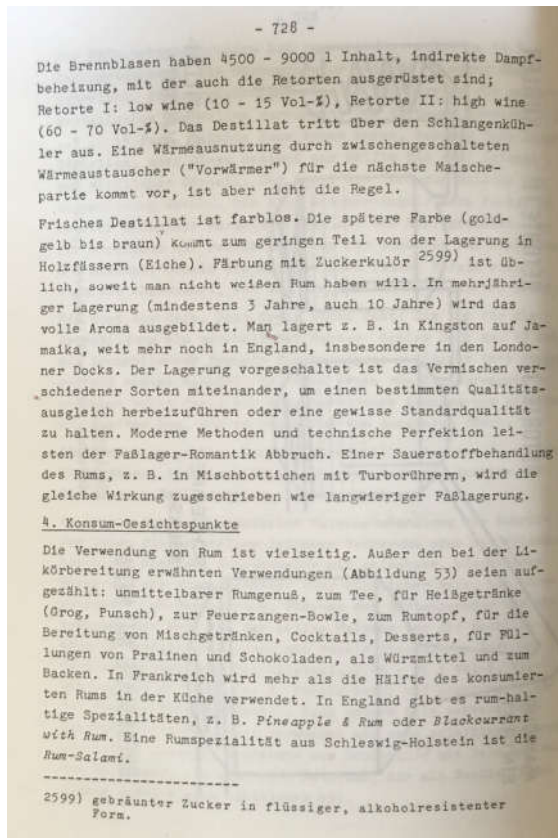 - 728 -
Die Brennblasen haben 4500 - 9000 l Inhalt, indirekte Dampf-
beheizung, mit der auch die Retorten ausgerüstet sind;
Retorte I: low wine (10 - 15 Vol-%), Retorte II: high wine
(60 - 70 Vol-%). Das Destillat tritt über den Schlangenküh-
ler aus. Eine Wärmeausnutzung durch zwischengeschalteten
Wärmeaustauscher ("Vorwärmer") für die nächste Maische-
partie kommt vor, ist aber nicht die Regel.
Frisches Destillat ist farblos. Die spätere Farbe (gold-
gelb bis braun) kommt zum geringen Teil von der Lagerung in
Holzfässern (Eiche). Färbung mit Zuckerkulör 2599) ist üb-
lich, soweit man nicht weißen Rum haben will. In mehrjähri-
ger Lagerung (mindestens 3 Jahre, auch 10 Jahre) wird das
volle Aroma ausgebildet. Man lagert z. B. in Kingston auf Ja-
maika, weit mehr noch in England, insbesondere in den Londo-
ner Docks. Der Lagerung vorgeschaltet ist das Vermischen ver-
schiedener Sorten miteinander, um einen bestimmten Qualitäts-
ausgleich herbeizuführen oder eine gewisse Standardqualität
zu halten. Moderne Methoden und technische Perfektion lei-
sten der Faßlager-Romantik Abbruch. Einer Sauerstoffbehandlung
des Rums, z. B. in Mischbottichen mit Turborührern, wird die
gleiche Wirkung zugeschrieben wie langwieriger Faßlagerung.
4. Konsum-Gesichtspunkte
Die Verwendung von Rum ist vielseitig. Außer den bei der Li-
körbereitung erwähnten Verwendungen (Abbildung 53) seien auf-
gezählt: unmittelbarer Rumgenuß, zum Tee, für Heißgetränke
(Grog, Punsch), zur Feuerzangen-Bowle, zum Rumtopf, für die
Bereitung von Mischgetränken, Cocktails, Desserts, für Fül-
lungen von Pralinen und Schokoladen, als Würzmittel und zum
Backen. In Frankreich wird mehr als die Hälfte des konsumier-
ten Rums in der Küche verwendet. In England gibt es rum-hal-
tige Spezialitäten, z. B. Pineapple & Rum oder Blackcurrant
with Rum. Eine Rumspezialität aus Schleswig-Holstein ist die
Rum-Salami.
2599) gebräunter Zucker in flüssiger, alkoholresistenter
Form.